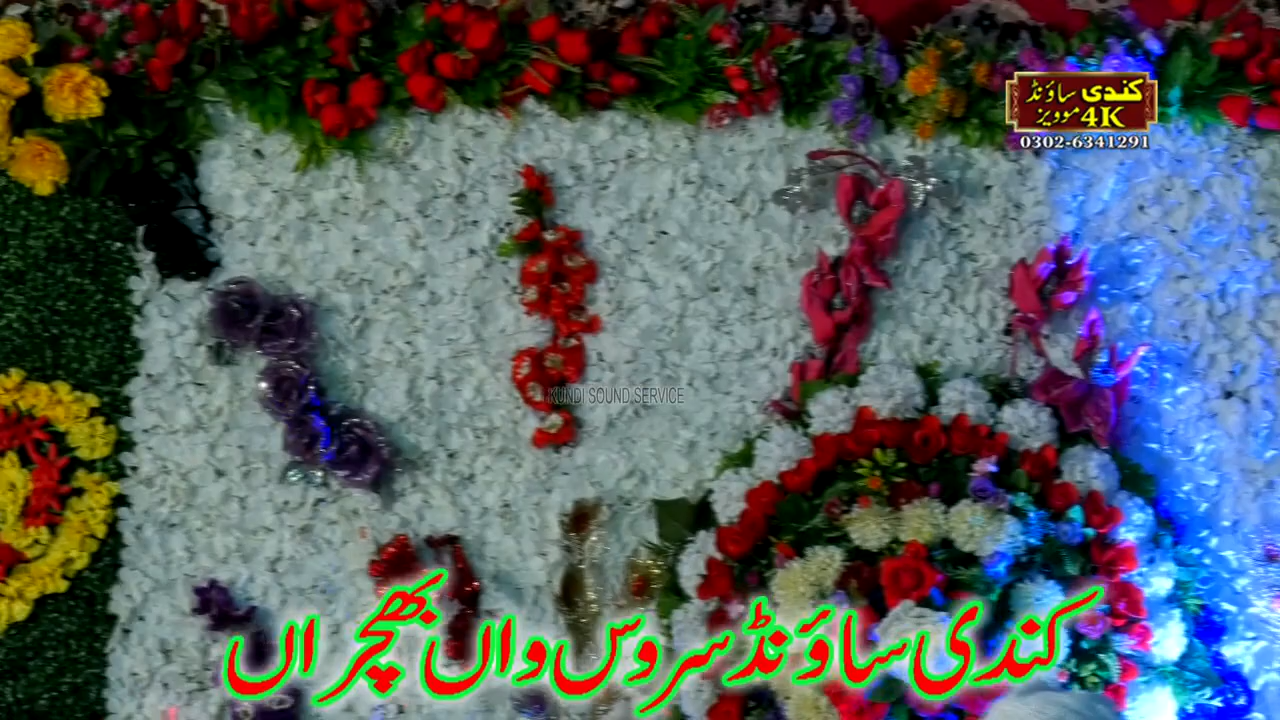 کندی ساؤنڈ
4K موویز
0302-6341291
KUNDI SOUND SERVICE
کندی ساؤنڈ سروس واں بھچراں